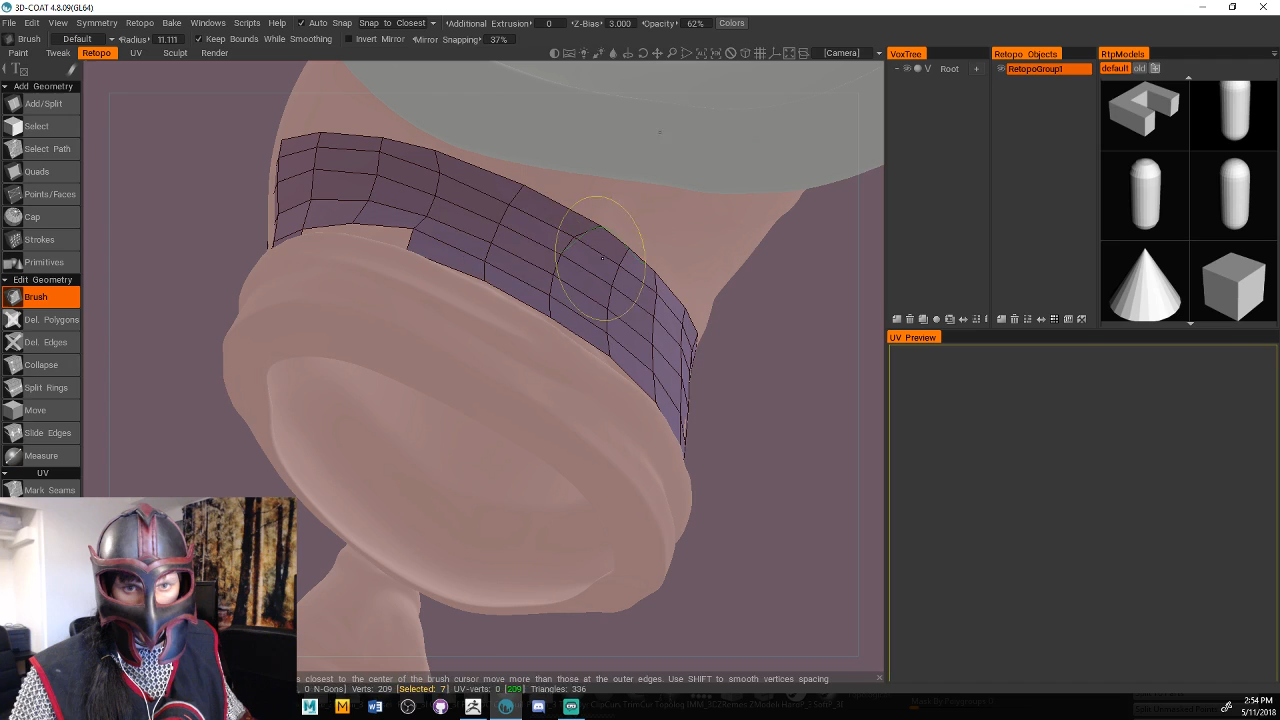 3D-COAT 4.8.09(GL64)
File Edit View Symmetry Retopo Bake Windows Scripts Help Auto Snap Snap to Closest Additional Extrusion 0 Z-Bias 3.000 Opacity 62% Colors
Brush Default Radius 11.111 Keep Bounds While Smoothing Invert Mirror Mirror Snapping 37%
Paint Tweak Retopo UV Sculpt Render [Camera] VoxTree Retopo Objects RtpModels
Add Geometry
V Root + RetopoGroup1 default old
Add/Split
Select
Select Path
Quads
Points/Faces
Cap
Strokes
Primitives
Edit Geometry
Brush
Del. Polygons
UV Preview
Del. Edges
Collapse
Split Rings
Move
Slide Edges
Measure
UV
Mark Seams
s closest to the center of the brush cursor move more than those at the outer edges. Use SHIFT to smooth vertices spacing
0 N-Gons] Verts: 209 [Selected: 7] UV-verts: 0 [209] Triangles: 336
2:54 PM
5/11/2018